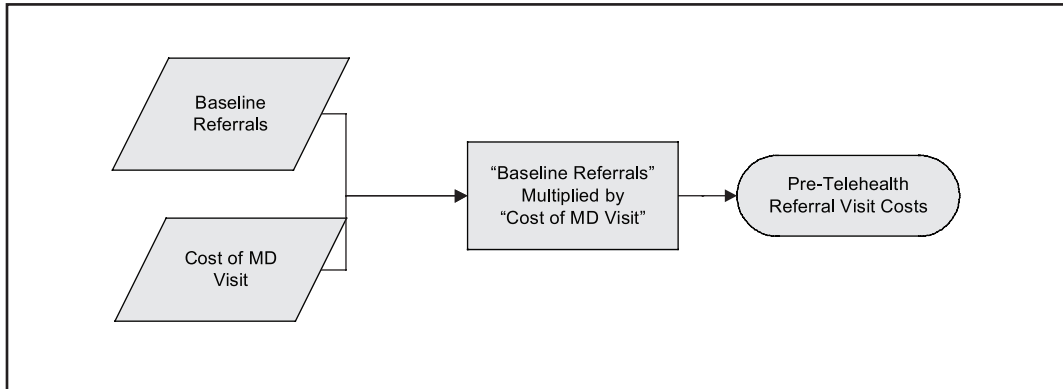 Baseline
Referrals
Cost of MD
Visit
“Baseline Referrals”
Multiplied by
“Cost of MD Visit”
Pre-Telehealth
Referral Visit Costs